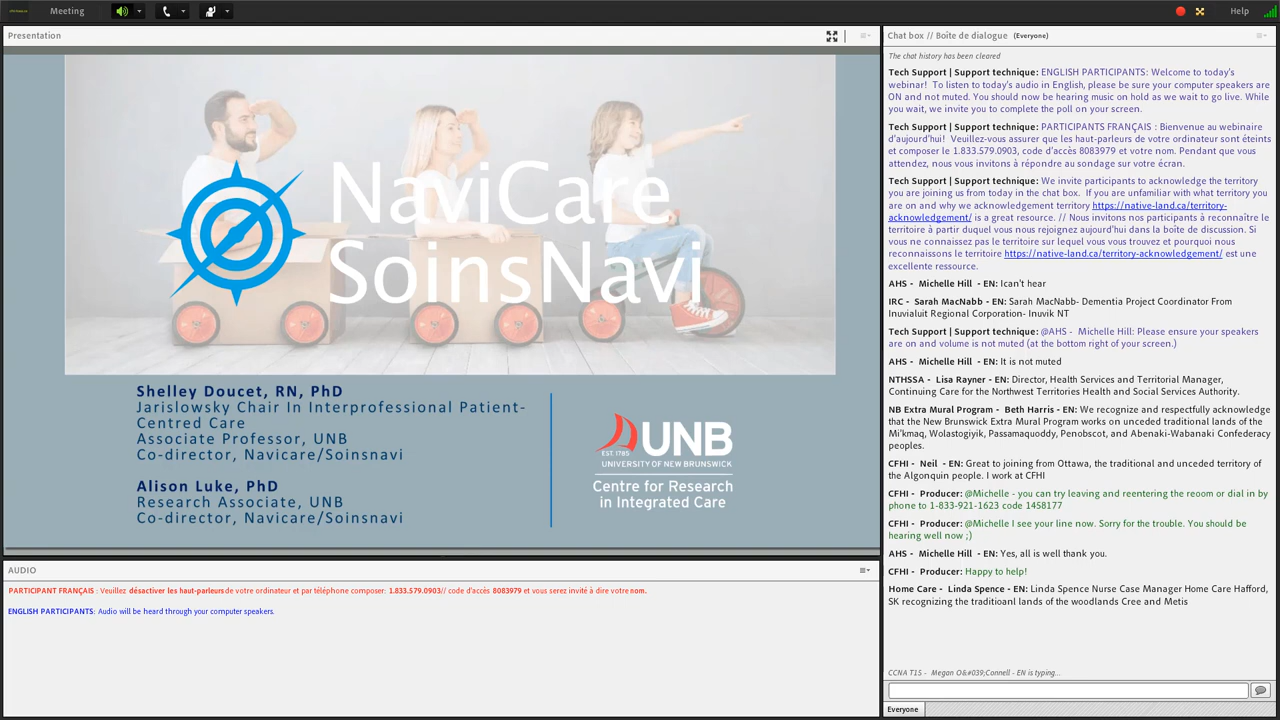 Meeting
Help
Presentation
NaviCare
SoinsNavi
Shelley Doucet, RN, PhD
Jarislowsky Chair In Interprofessional Patient-
Centred Care
Associate Professor, UNB
Co-director, Navicare/Soinsnavi
Alison Luke, PhD
Research Associate, UNB
Co-director, Navicare/Soinsnavi
EST. 1785
UNB
UNIVERSITY OF NEW BRUNSWICK
Centre for Research
in Integrated Care
AUDIO
PARTICIPANT FRANÇAIS : Veuillez désactiver les haut-parleurs de votre ordinateur et par téléphone composer: 1.833.579.0903// code d'accès 8083979 et vous serez invité à dire votre nom.
ENGLISH PARTICIPANTS: Audio will be heard through your computer speakers.
Chat box // Boîte de dialogue (Everyone)
The chat history has been cleared
Tech Support | Support technique: ENGLISH PARTICIPANTS: Welcome to today's
webinar! To listen to today's audio in English, please be sure your computer speakers are
ON and not muted. You should now be hearing music on hold as we wait to go live. While
you wait, we invite you to complete the poll on your screen.
Tech Support | Support technique: PARTICIPANTS FRANÇAIS : Bienvenue au webinaire
d'aujourd'hui! Veuillez-vous assurer que les haut-parleurs de votre ordinateur sont éteints
et composer le 1.833.579.0903, code d'accès 8083979 et votre nom. Pendant que vous
attendez, nous vous invitons à répondre au sondage sur votre écran.
Tech Support | Support technique: We invite participants to acknowledge the territory
you are joining us from today in the chat box. If you are unfamiliar with what territory you
are on and why we acknowledgement territory https://native-land.ca/territory-
acknowledgement/ is a great resource. // Nous invitons nos participants à reconnaître le
territoire à partir duquel vous nous rejoignez aujourd'hui dans la boîte de discussion. Si
vous ne connaissez pas le territoire sur lequel vous vous trouvez et pourquoi nous
reconnaissons le territoire https://native-land.ca/territory-acknowledgement/ est une
excellente ressource.
AHS - Michelle Hill - EN: Ican't hear
IRC - Sarah MacNabb - EN: Sarah MacNabb- Dementia Project Coordinator From
Inuvialuit Regional Corporation- Inuvik NT
Tech Support | Support technique: @AHS - Michelle Hill: Please ensure your speakers
are on and volume is not muted (at the bottom right of your screen.)
AHS - Michelle Hill - EN: It is not muted
NTHSSA - Lisa Rayner - EN: Director, Health Services and Territorial Manager,
Continuing Care for the Northwest Territories Health and Social Services Authority.
NB Extra Mural Program - Beth Harris - EN: We recognize and respectfully acknowledge
that the New Brunswick Extra Mural Program works on unceded traditional lands of the
Mi'kmaq, Wolastogiyik, Passamaquoddy, Penobscot, and Abenaki-Wabanaki Confederacy
peoples.
CFHI - Neil - EN: Great to joining from Ottawa, the traditional and unceded territory of
the Algonquin people. I work at CFHI
CFHI - Producer: @Michelle - you can try leaving and reentering the reoom or dial in by
phone to 1-833-921-1623 code 1458177
CFHI - Producer: @Michelle I see your line now. Sorry for the trouble. You should be
hearing well now ;)
AHS - Michelle Hill - EN: Yes, all is well thank you.
CFHI - Producer: Happy to help!
Home Care - Linda Spence - EN: Linda Spence Nurse Case Manager Home Care Hafford,
SK recognizing the traditioanl lands of the woodlands Cree and Metis
CCNA T15 - Megan O&#039;Connell - EN is typing...
Everyone